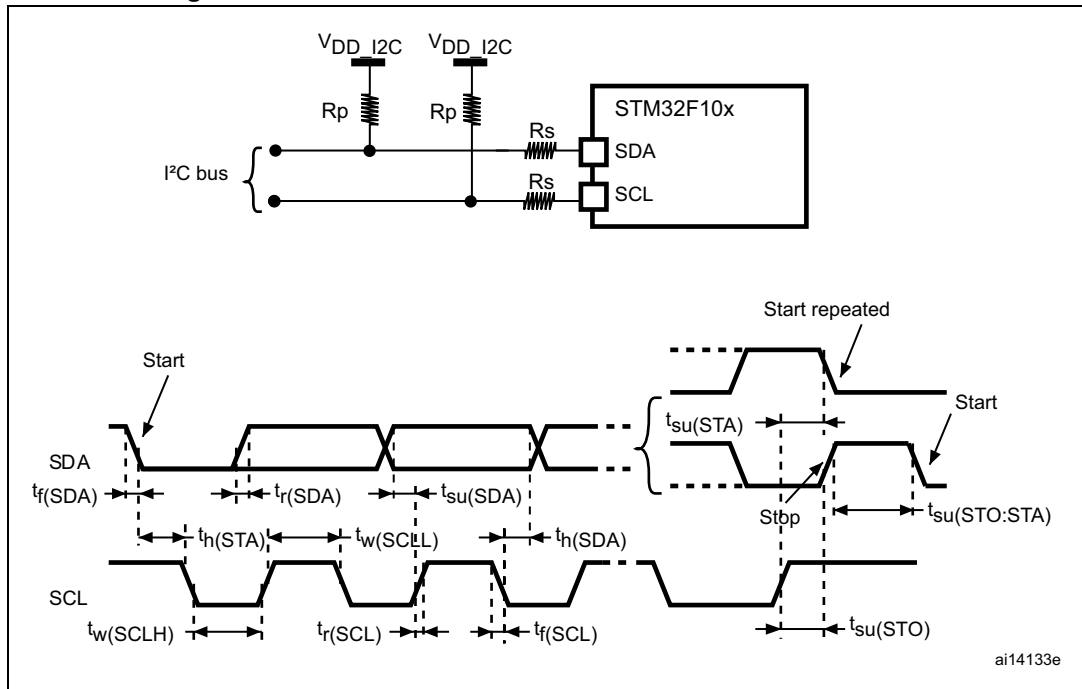 VDD_I2C VDD_I2C
Rp Rp
STM32F10x
Rs
SDA
I²C bus
Rs
SCL
Start repeated
Start
Start
tsu(STA)
SDA
tf(SDA) tr(SDA) tsu(SDA)
Stop
tsu(STO:STA)
th(STA) tw(SCLL) th(SDA)
SCL
tw(SCLH) tr(SCL) tf(SCL) tsu(STO)
ai14133e